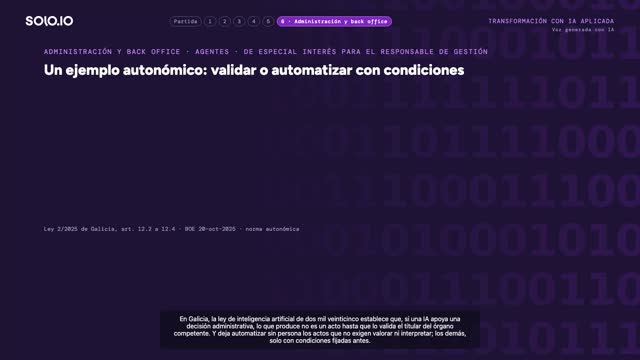 SOLO.IO
Partida 1 2 3 4 5 6 · Administración y back office
TRANSFORMACIÓN CON IA APLICADA
Voz generada con IA
ADMINISTRACIÓN Y BACK OFFICE · AGENTES · DE ESPECIAL INTERÉS PARA EL RESPONSABLE DE GESTIÓN
Un ejemplo autonómico: validar o automatizar con condiciones
Ley 2/2025 de Galicia, art. 12.2 a 12.4 · BOE 20-oct-2025 · norma autonómica
En Galicia, la ley de inteligencia artificial de dos mil veinticinco establece que, si una IA apoya una
decisión administrativa, lo que produce no es un acto hasta que lo valida el titular del órgano
competente. Y deja automatizar sin persona los actos que no exigen valorar ni interpretar; los demás,
solo con condiciones fijadas antes.